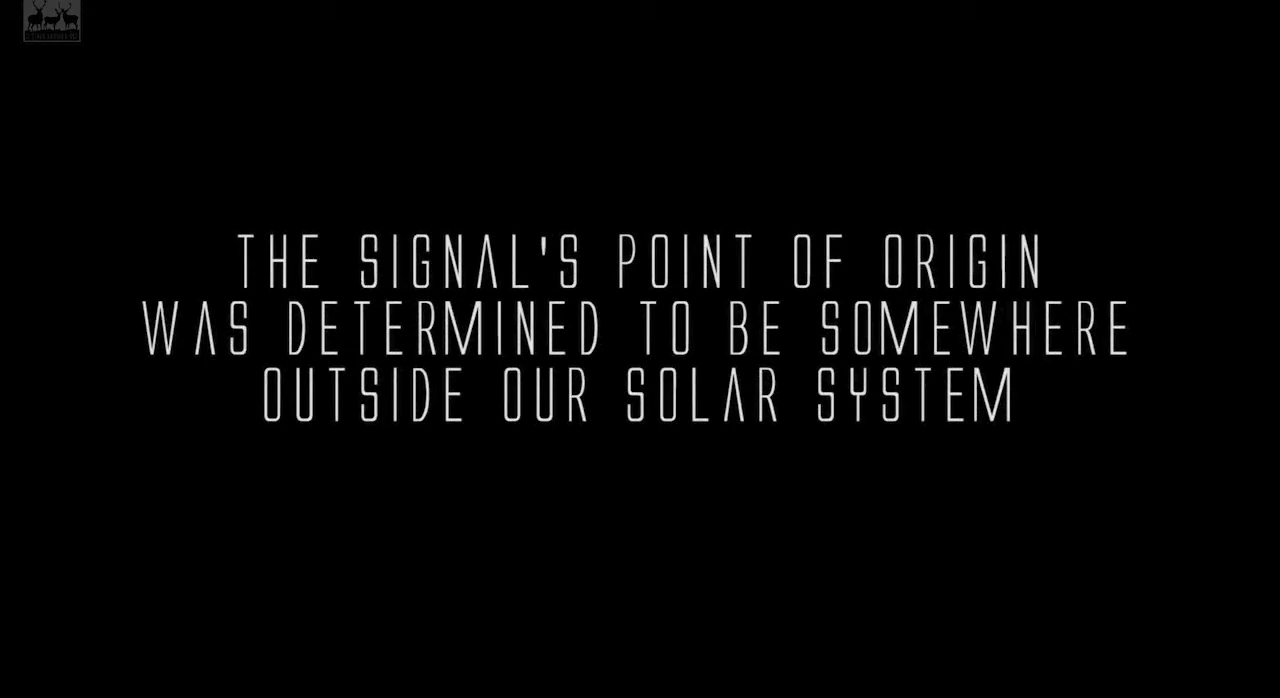 THE SIGNAL'S POINT OF ORIGIN
WAS DETERMINED TO BE SOMEWHERE
OUTSIDE OUR SOLAR SYSTEM